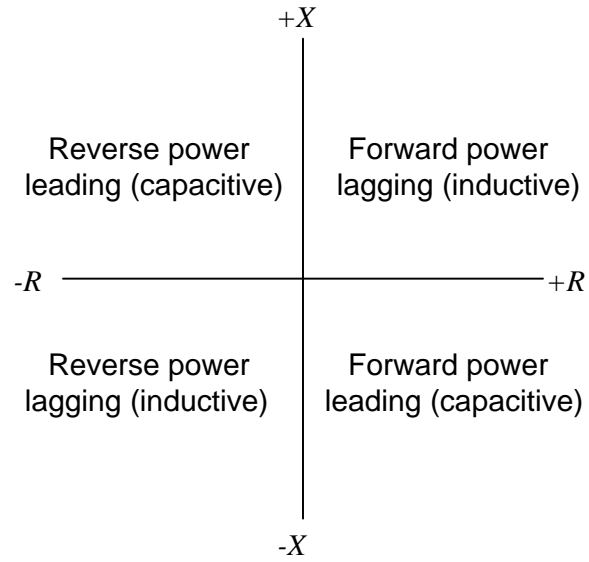 +X
Reverse power
leading (capacitive)
Forward power
lagging (inductive)
-R
+R
Reverse power
lagging (inductive)
Forward power
leading (capacitive)
-X